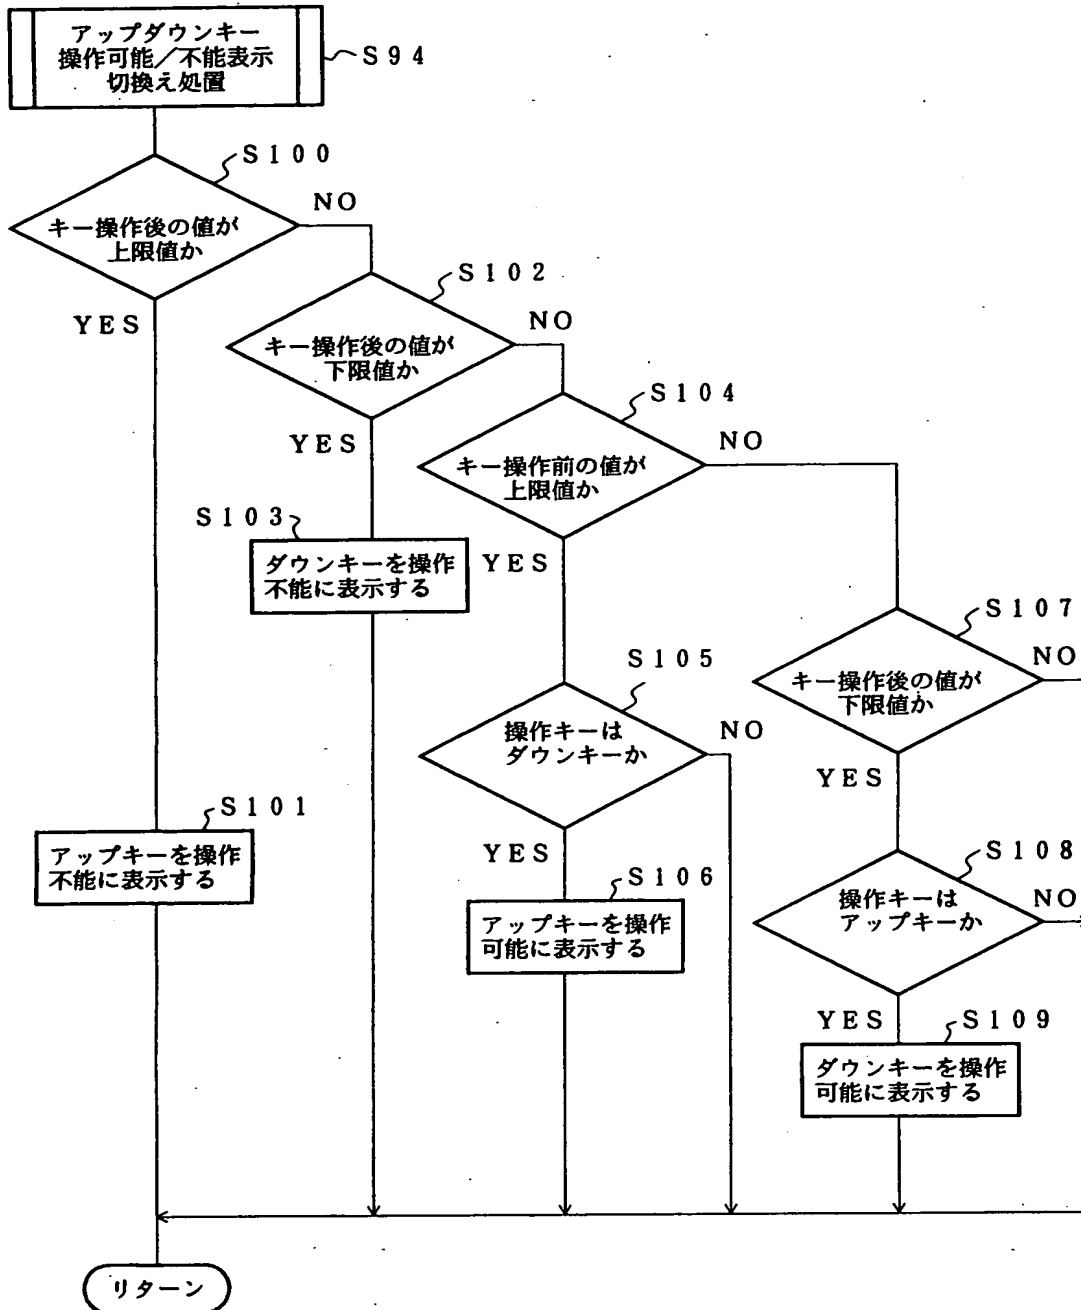 アップダウンキー
操作可能／不能表示
切換え処置
S94
S100
キー操作後の値が
上限値か
NO
YES
S102
キー操作後の値が
下限値か
NO
YES
S103
ダウンキーを操作
不能に表示する
S104
キー操作前の値が
上限値か
NO
YES
S105
操作キーは
ダウンキーか
NO
YES
S106
アップキーを操作
可能に表示する
S107
キー操作後の値が
下限値か
NO
YES
S108
操作キーは
アップキーか
NO
YES
S109
ダウンキーを操作
可能に表示する
S101
アップキーを操作
不能に表示する
リターン